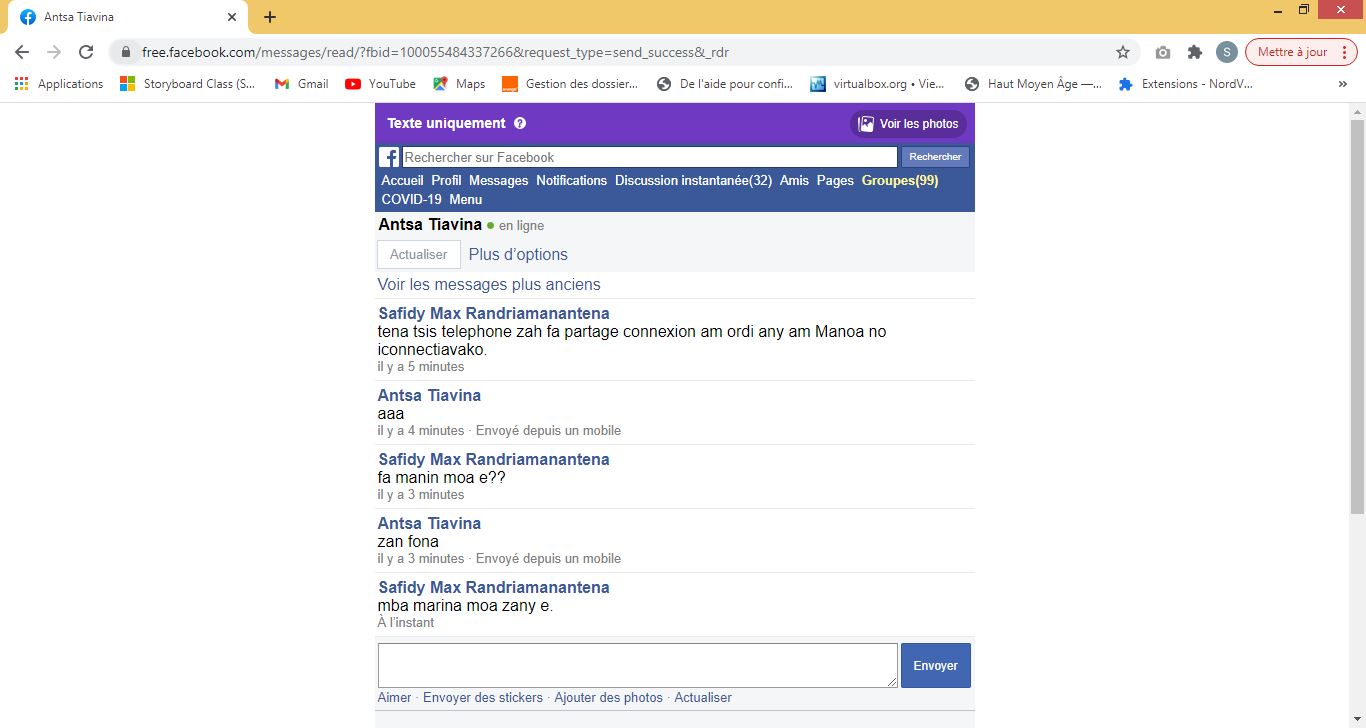 Antsa Tiavina
free.facebook.com/messages/read/?fbid=100055484337266&request_type=send_success&_rdr
S
Mettre à jour
Applications
Storyboard Class (S...
Gmail
YouTube
Maps
Gestion des dossier...
De l'aide pour confi...
virtualbox.org • Vie...
Haut Moyen Âge —...
Extensions - NordV...
Texte uniquement
Voir les photos
Rechercher sur Facebook
Rechercher
Accueil Profil Messages Notifications Discussion instantanée(32) Amis Pages Groupes(99)
COVID-19 Menu
Antsa Tiavina en ligne
Actualiser Plus d'options
Voir les messages plus anciens
Safidy Max Randriamanantena
tena tsis telephone zah fa partage connexion am ordi any am Manoa no
iconnectiavako.
il y a 5 minutes
Antsa Tiavina
aaa
il y a 4 minutes · Envoyé depuis un mobile
Safidy Max Randriamanantena
fa manin moa e??
il y a 3 minutes
Antsa Tiavina
zan fona
il y a 3 minutes · Envoyé depuis un mobile
Safidy Max Randriamanantena
mba marina moa zany e.
À l'instant
Envoyer
Aimer · Envoyer des stickers · Ajouter des photos · Actualiser